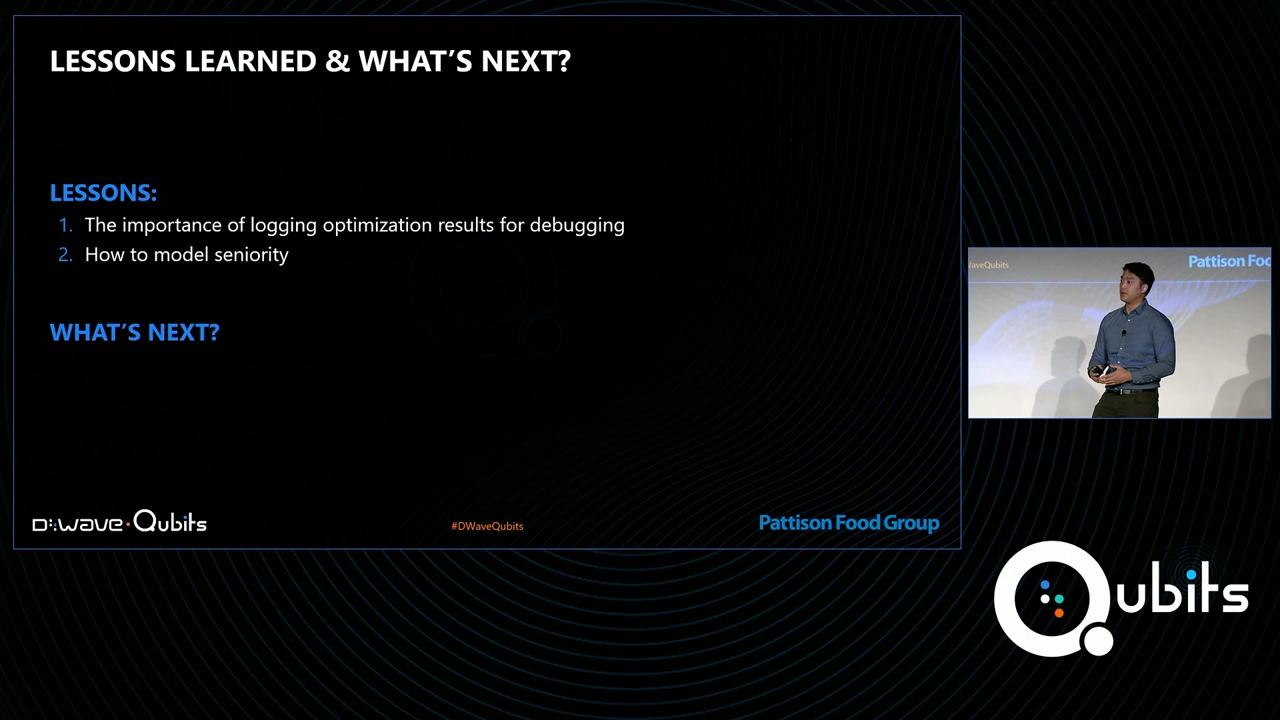 LESSONS LEARNED & WHAT'S NEXT?
LESSONS:
1. The importance of logging optimization results for debugging
2. How to model seniority
WHAT'S NEXT?
D:WAVE · Qubits
#DWaveQubits
Pattison Food Group
WaveQubits
Pattison Foo
Qubits